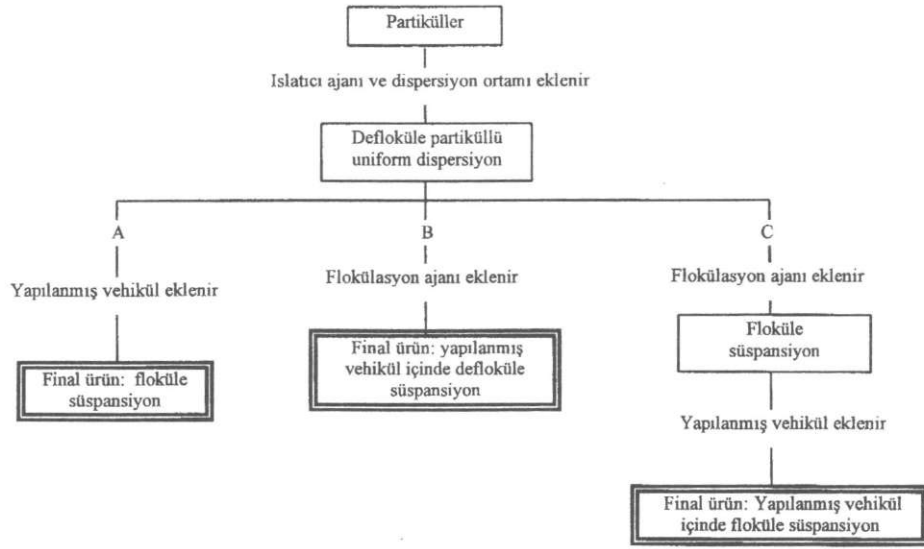 Partiküller
Islatıcı ajanı ve dispersiyon ortamı eklenir
Defloküle partiküllü
uniform dispersiyon
A
B
C
Yapılanmış vehikül eklenir
Flokülasyon ajanı eklenir
Flokülasyon ajanı eklenir
Final ürün: floküle
süspansiyon
Final ürün: yapılanmış
vehikül içinde defloküle
süspansiyon
Floküle
süspansiyon
Yapılanmış vehikül eklenir
Final ürün: Yapılanmış vehikül
içinde floküle süspansiyon